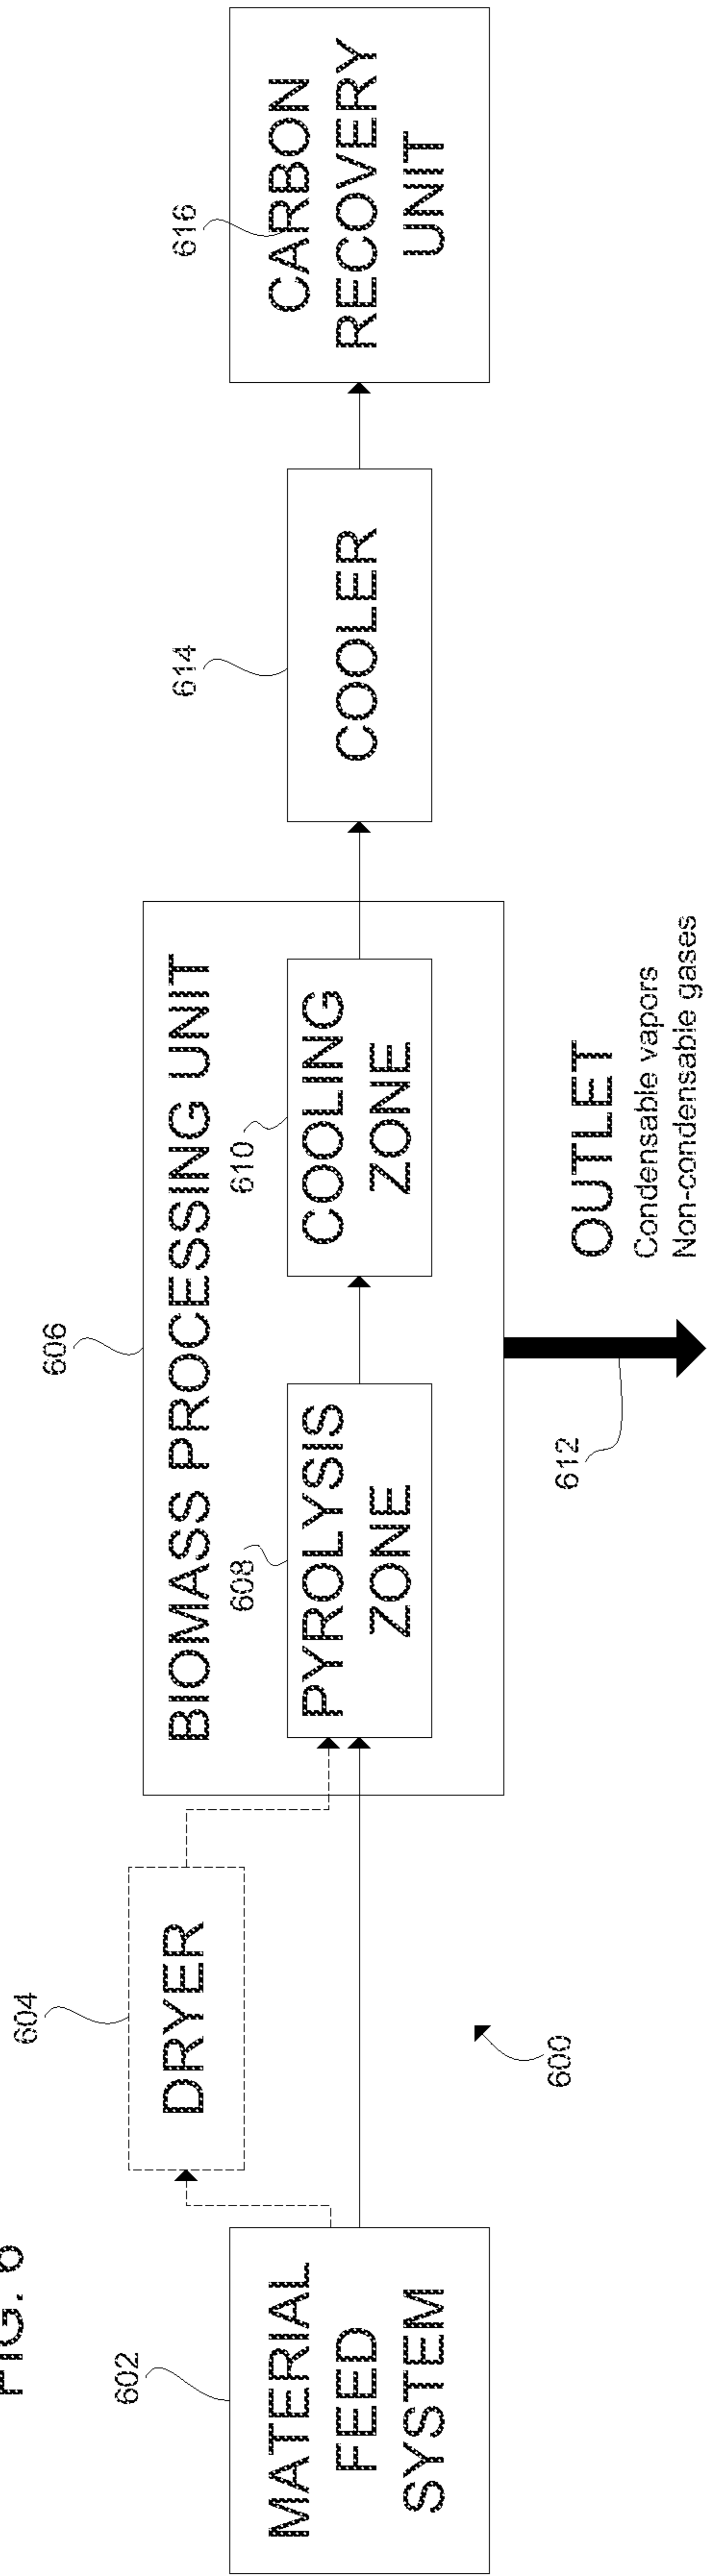 FIG. 6
602
MATERIAL
FEED
SYSTEM
604
DRYER
600
606
BIOMASS PROCESSING UNIT
608
PYROLYSIS
ZONE
610
COOLING
ZONE
612
OUTLET
Condensable vapors
Non-condensable gases
614
COOLER
616
CARBON
RECOVERY
UNIT